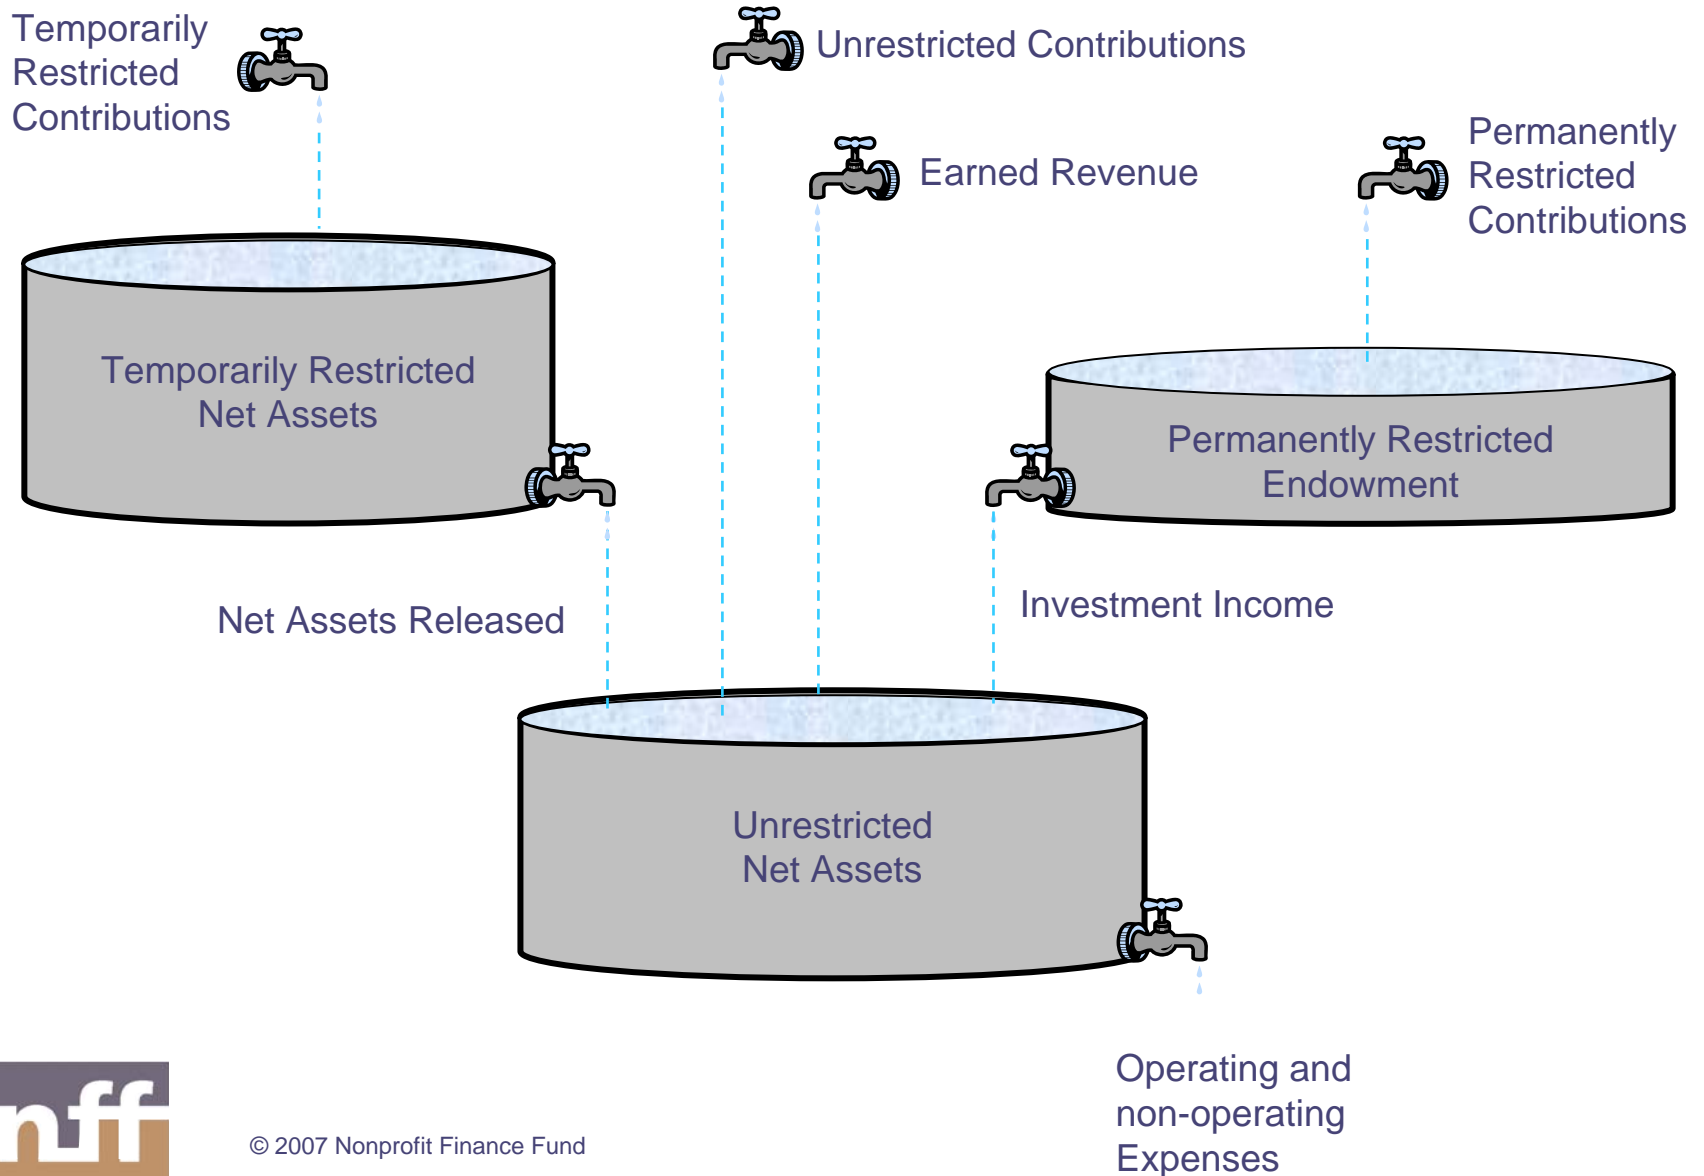 Temporarily
Restricted
Contributions
Unrestricted Contributions
Earned Revenue
Permanently
Restricted
Contributions
Temporarily Restricted
Net Assets
Permanently Restricted
Endowment
Net Assets Released
Investment Income
Unrestricted
Net Assets
Operating and
non-operating
Expenses
nff
© 2007 Nonprofit Finance Fund